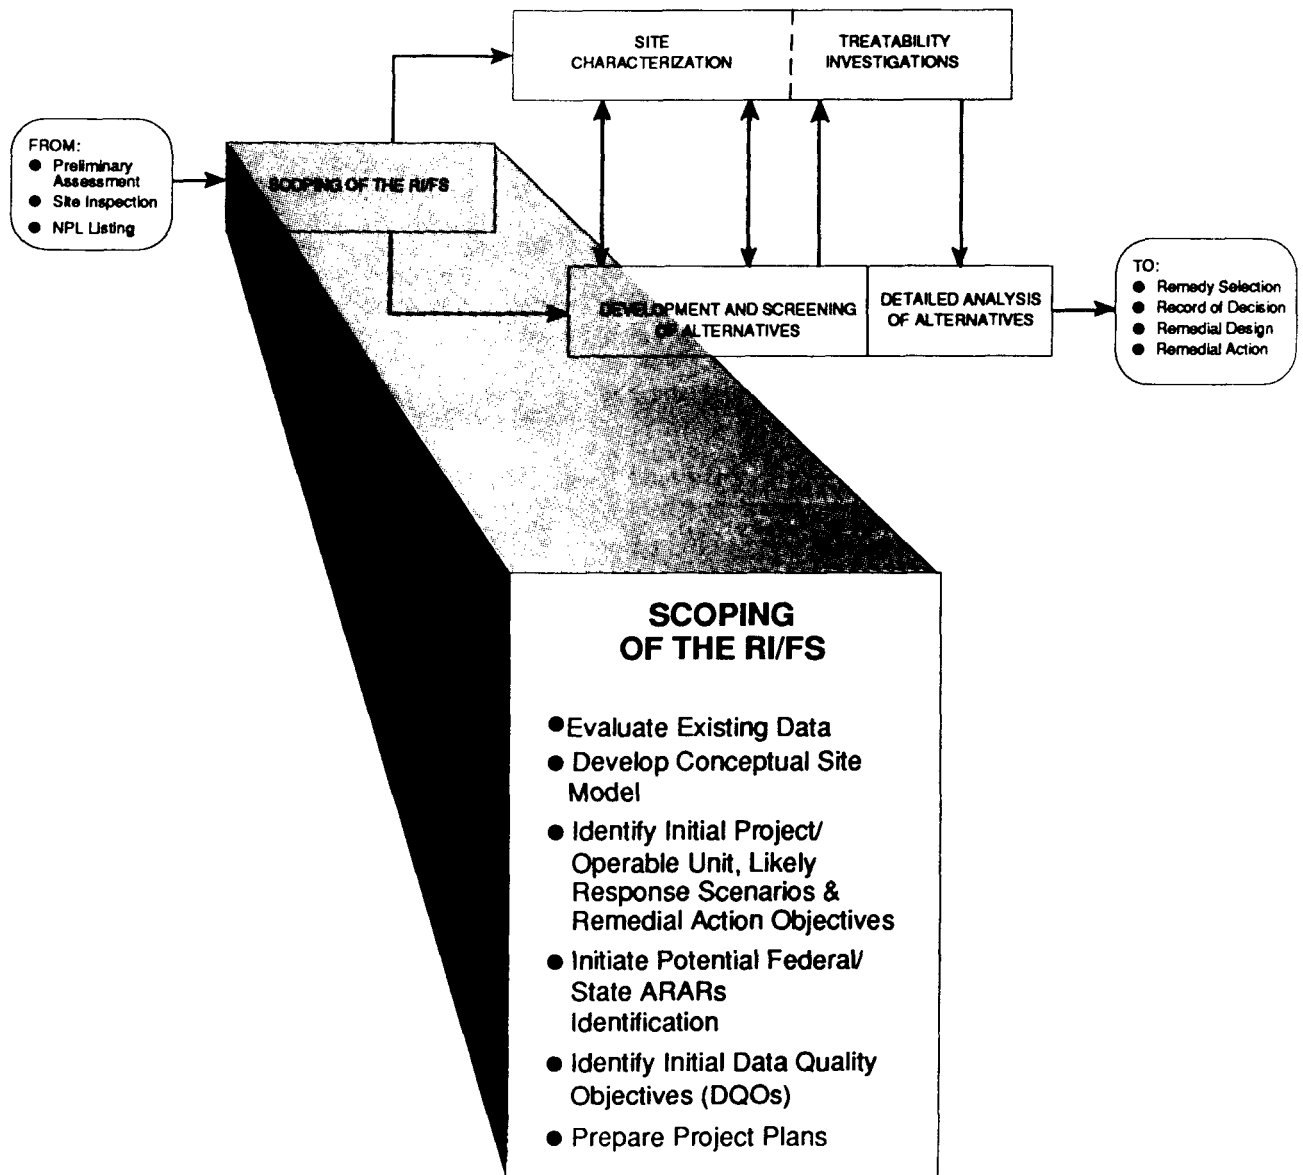 SITE
CHARACTERIZATION
TREATABILITY
INVESTIGATIONS
FROM:
● Preliminary
Assessment
● Site Inspection
● NPL Listing
SCOPING OF THE RI/FS
DEVELOPMENT AND SCREENING
OF ALTERNATIVES
DETAILED ANALYSIS
OF ALTERNATIVES
TO:
● Remedy Selection
● Record of Decision
● Remedial Design
● Remedial Action
SCOPING
OF THE RI/FS
● Evaluate Existing Data
● Develop Conceptual Site
Model
● Identify Initial Project/
Operable Unit, Likely
Response Scenarios &
Remedial Action Objectives
● Initiate Potential Federal/
State ARARs
Identification
● Identify Initial Data Quality
Objectives (DQOs)
● Prepare Project Plans